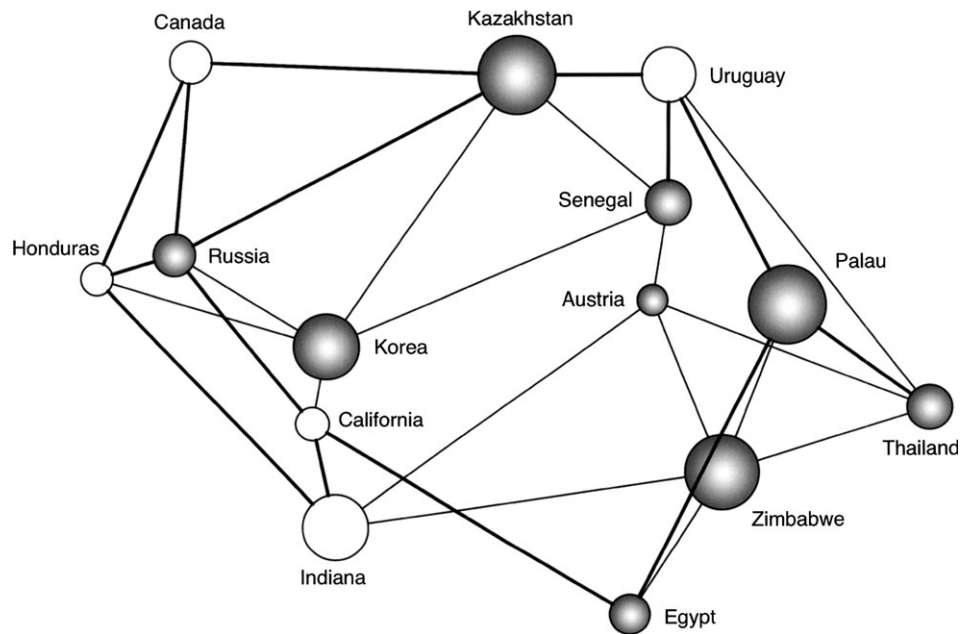 Kazakhstan
Canada
Uruguay
Senegal
Honduras
Russia
Palau
Austria
Korea
California
Thailand
Zimbabwe
Indiana
Egypt